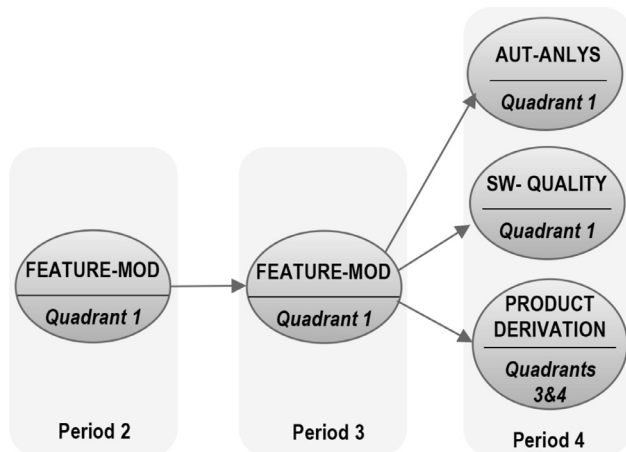 FEATURE-MOD
Quadrant 1
Period 2
FEATURE-MOD
Quadrant 1
Period 3
AUT-ANLYS
Quadrant 1
SW- QUALITY
Quadrant 1
PRODUCT
DERIVATION
Quadrants
3&4
Period 4